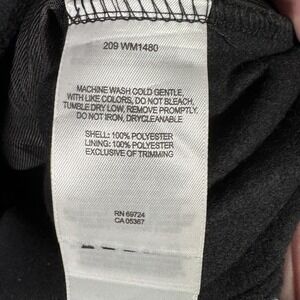 209 WM1480
MACHINE WASH COLD GENTLE,
WITH LIKE COLORS, DO NOT BLEACH,
TUMBLE DRY LOW, REMOVE PROMPTLY,
DO NOT IRON, DRYCLEANABLE
SHELL: 100% POLYESTER
LINING: 100% POLYESTER
EXCLUSIVE OF TRIMMING
RN 69724
CA 05367